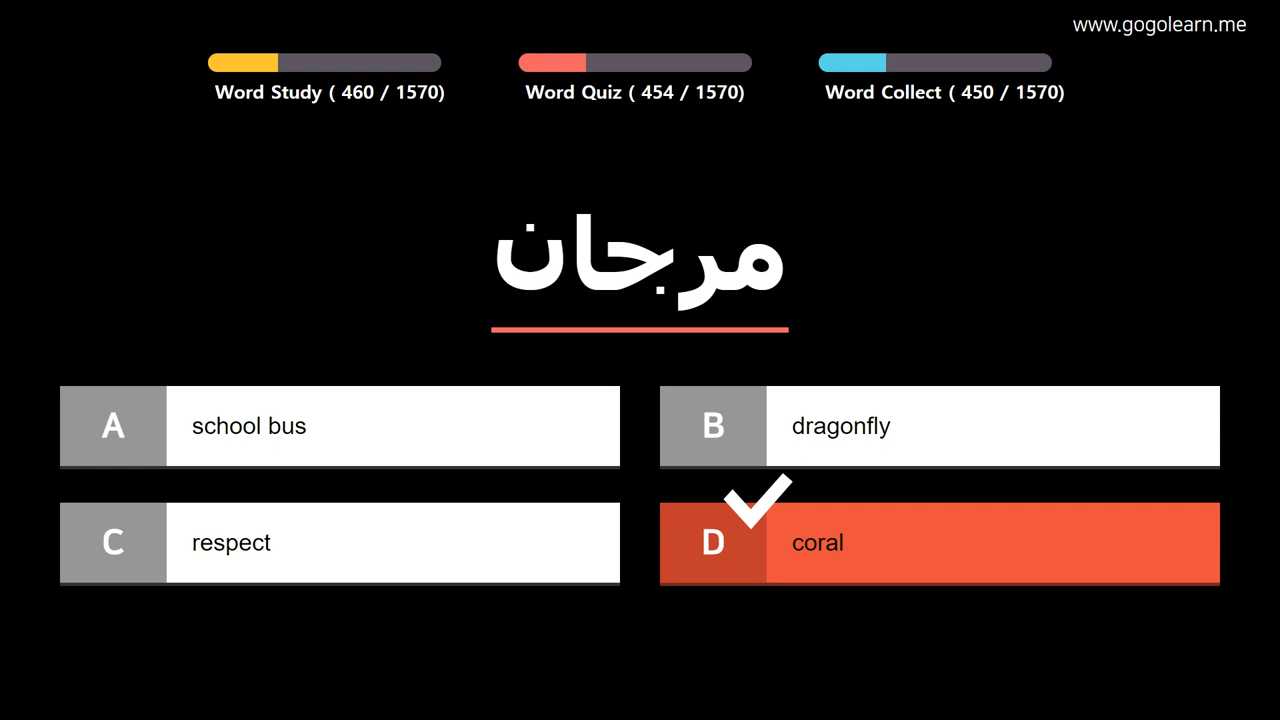 www.gogolearn.me
Word Study ( 460 / 1570)
Word Quiz ( 454 / 1570)
Word Collect ( 450 / 1570)
مرجان
A school bus
B dragonfly
C respect
D coral